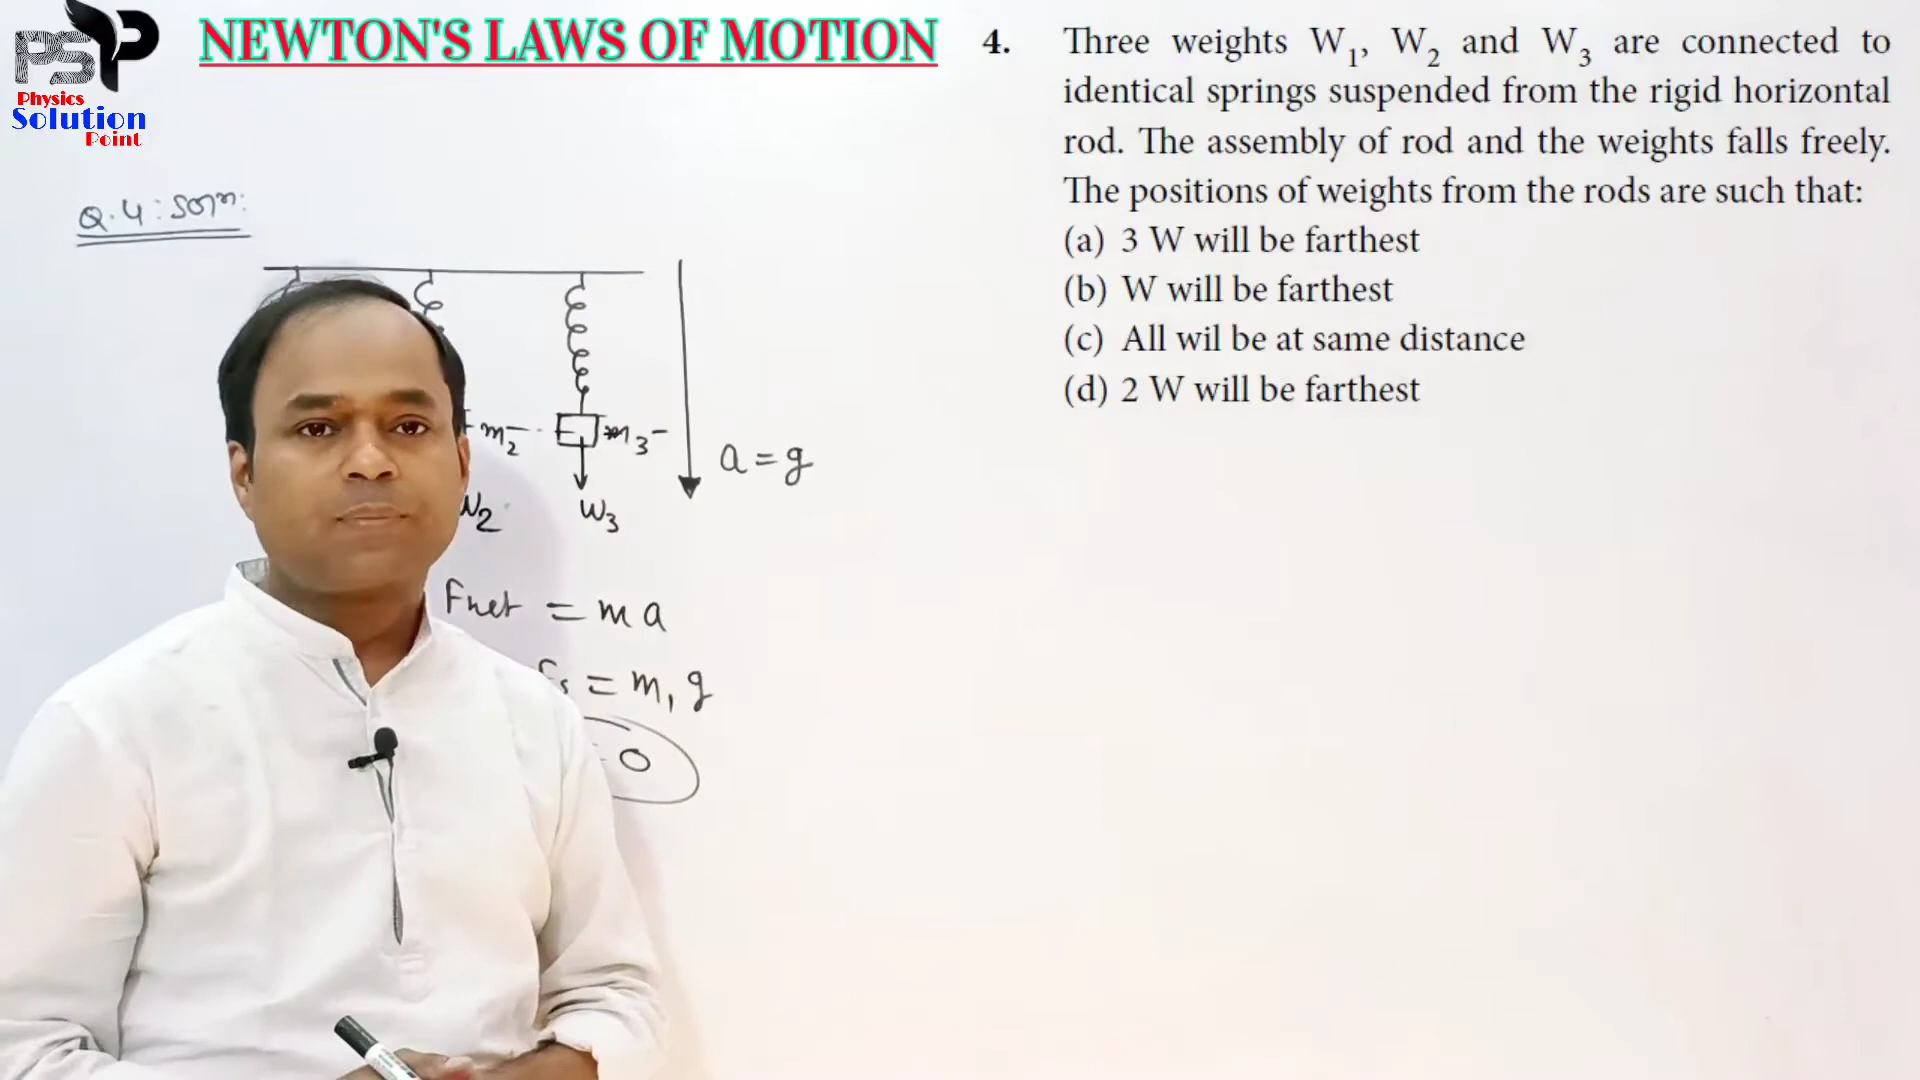 PSP
Physics
Solution
Point
NEWTON'S LAWS OF MOTION
4. Three weights W1, W2 and W3 are connected to
identical springs suspended from the rigid horizontal
rod. The assembly of rod and the weights falls freely.
The positions of weights from the rods are such that:
(a) 3 W will be farthest
(b) W will be farthest
(c) All wil be at same distance
(d) 2 W will be farthest
Q.4: Soln:
m2 m3
a = g
W2 W3
Fnet = ma
Fs = m1 g
0